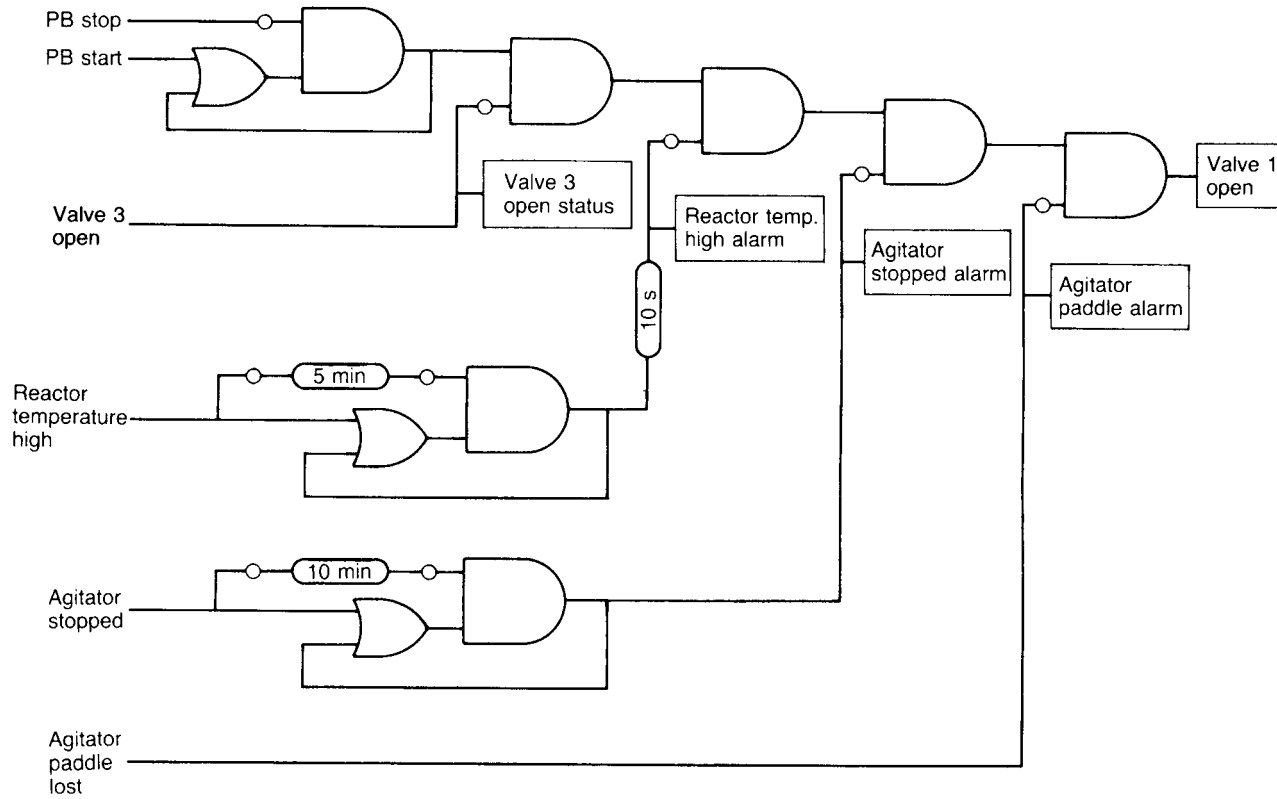 PB stop
PB start
Valve 3
open
Valve 3
open status
Reactor temp.
high alarm
Agitator
stopped alarm
Agitator
paddle alarm
Valve 1
open
10 s
5 min
Reactor
temperature
high
10 min
Agitator
stopped
Agitator
paddle
lost